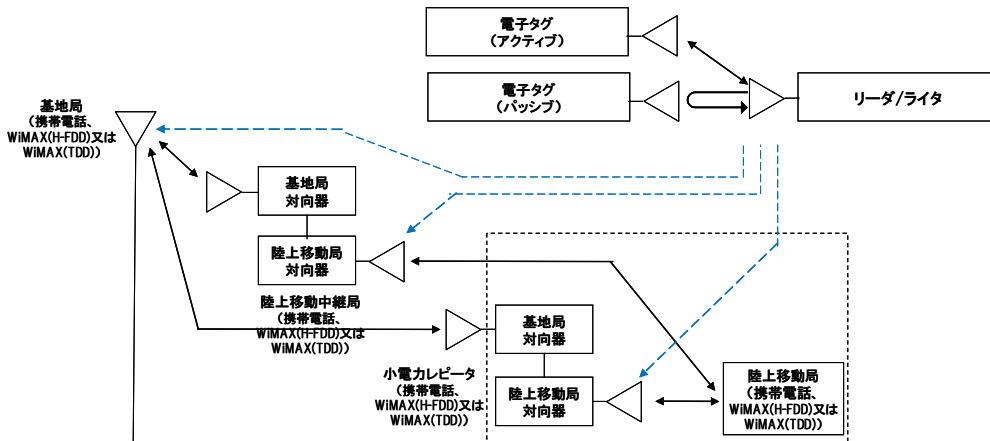 電子タグ
（アクティブ）
電子タグ
（パッシブ）
リーダ/ライタ
基地局
（携帯電話、
WiMAX(H-FDD)又は
WiMAX(TDD)）
基地局
対向器
陸上移動局
対向器
陸上移動中継局
（携帯電話、
WiMAX(H-FDD)又は
WiMAX(TDD)）
基地局
対向器
小電力レピータ
（携帯電話、
WiMAX(H-FDD)又は
WiMAX(TDD)）
陸上移動局
対向器
陸上移動局
（携帯電話、
WiMAX(H-FDD)又は
WiMAX(TDD)）